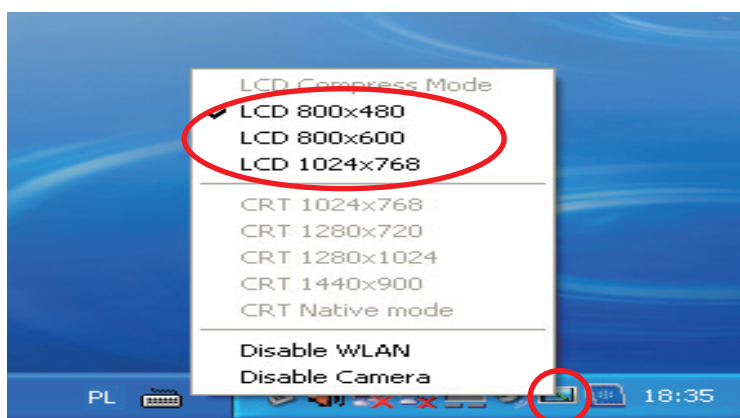 LCD Compress Mode
LCD 800x480
LCD 800x600
LCD 1024x768
CRT 1024x768
CRT 1280x720
CRT 1280x1024
CRT 1440x900
CRT Native mode
Disable WLAN
Disable Camera
PL 18:35